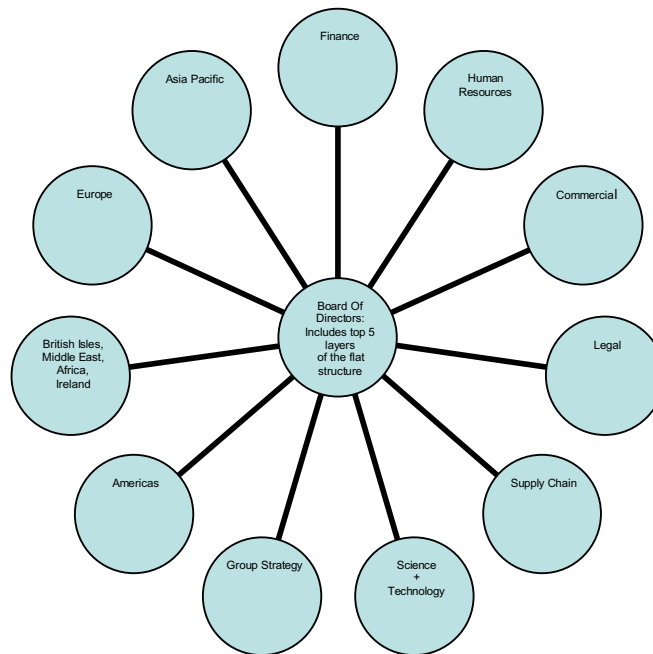 Finance
Human
Resources
Commercial
Legal
Supply Chain
Science
+
Technology
Group Strategy
Americas
British Isles,
Middle East,
Africa,
Ireland
Europe
Asia Pacific
Board Of
Directors:
Includes top 5
layers
of the flat
structure